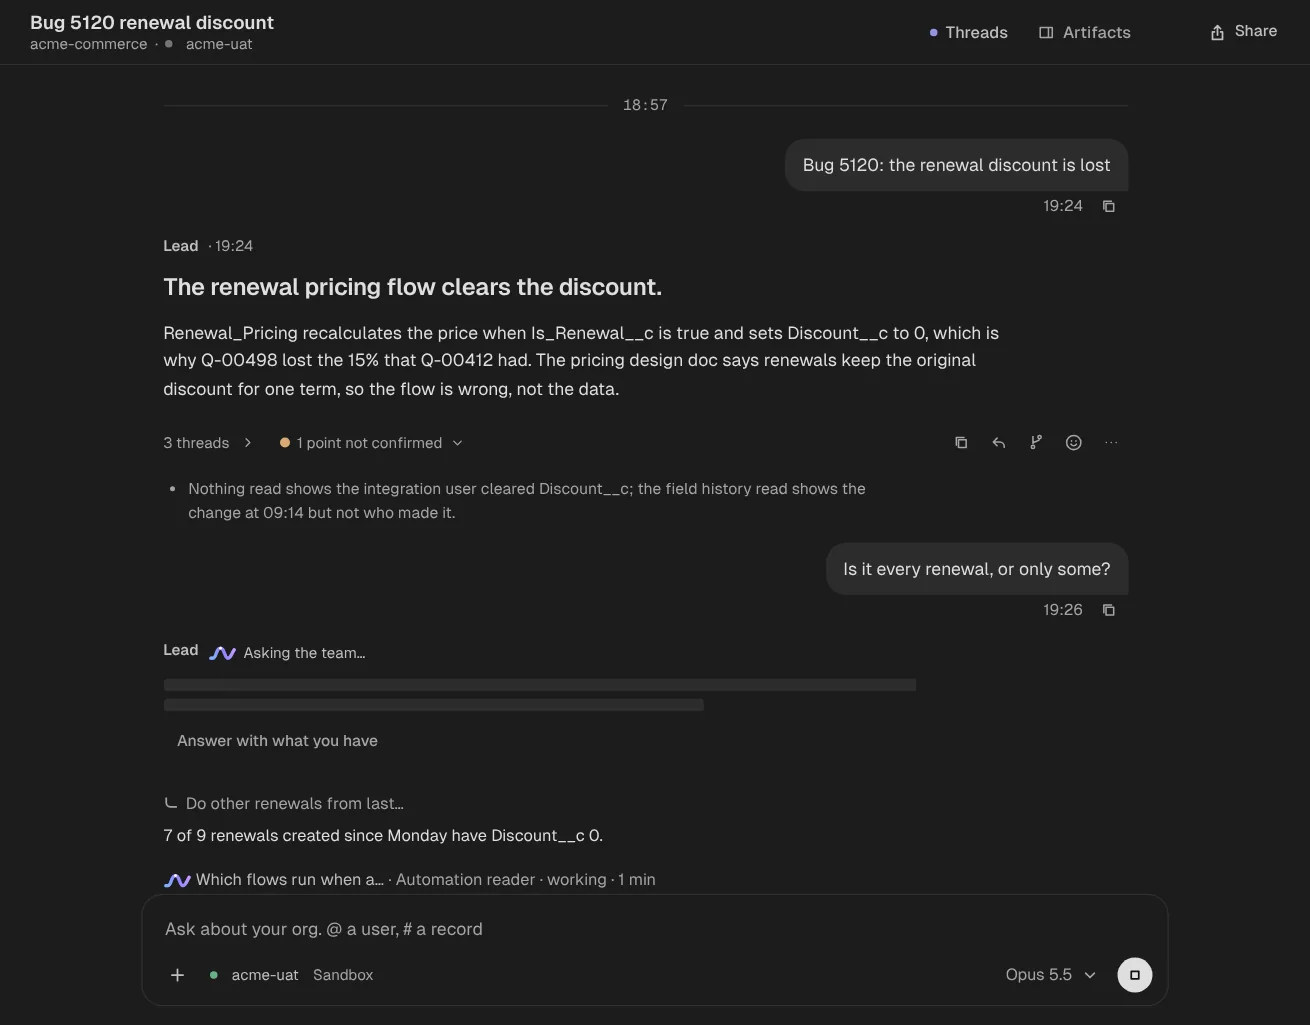 Bug 5120 renewal discount
acme-commerce · acme-uat
Threads
Artifacts
Share
18:57
Bug 5120: the renewal discount is lost
19:24
Lead · 19:24
The renewal pricing flow clears the discount.
Renewal_Pricing recalculates the price when Is_Renewal__c is true and sets Discount__c to 0, which is
why Q-00498 lost the 15% that Q-00412 had. The pricing design doc says renewals keep the original
discount for one term, so the flow is wrong, not the data.
3 threads
1 point not confirmed
Nothing read shows the integration user cleared Discount__c; the field history read shows the
change at 09:14 but not who made it.
Is it every renewal, or only some?
19:26
Lead Asking the team…
Answer with what you have
Do other renewals from last…
7 of 9 renewals created since Monday have Discount__c 0.
Which flows run when a… · Automation reader · working · 1 min
Ask about your org. @ a user, # a record
acme-uat Sandbox
Opus 5.5